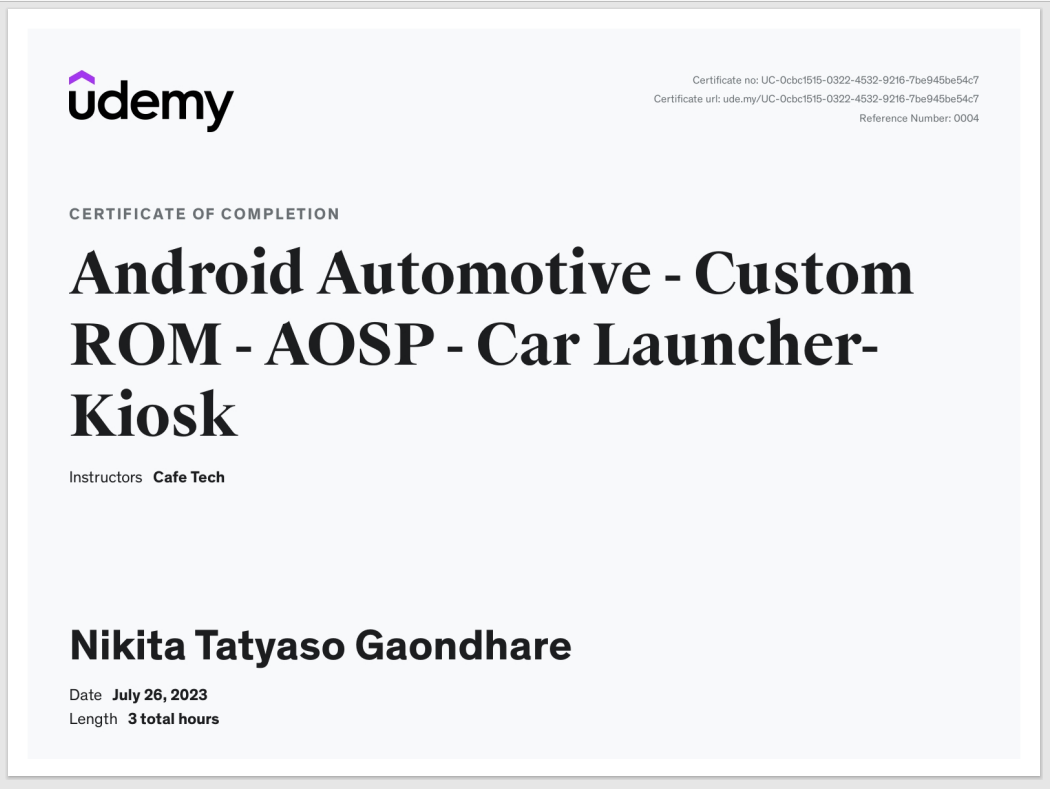 udemy
Certificate no: UC-0cbc1515-0322-4532-9216-7be945be54c7
Certificate url: ude.my/UC-0cbc1515-0322-4532-9216-7be945be54c7
Reference Number: 0004
CERTIFICATE OF COMPLETION
Android Automotive - Custom
ROM - AOSP - Car Launcher-
Kiosk
Instructors Cafe Tech
Nikita Tatyaso Gaondhare
Date July 26, 2023
Length 3 total hours